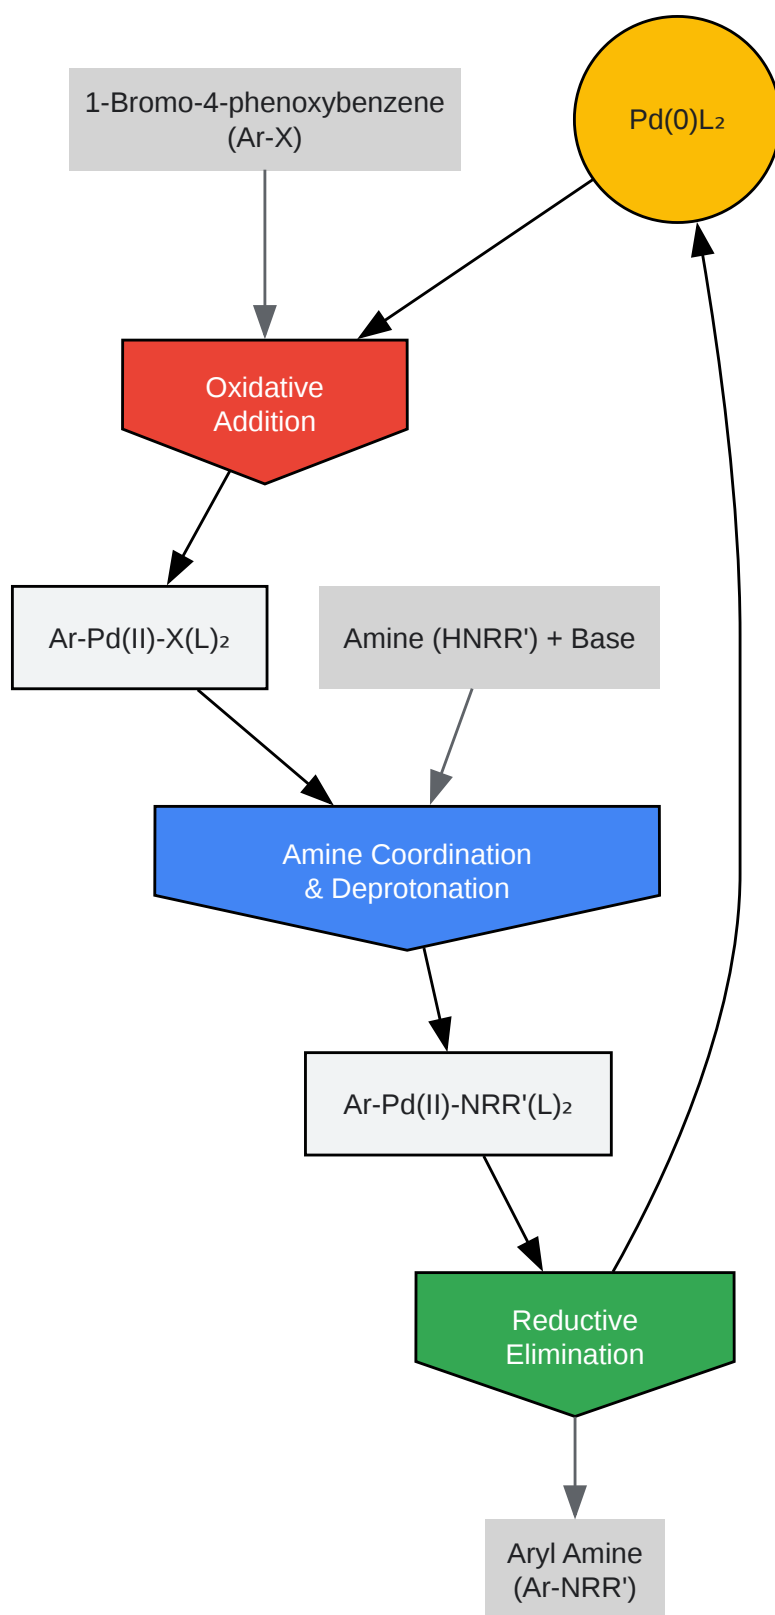 1-Bromo-4-phenoxybenzene
(Ar-X)
Pd(0)L₂
Oxidative
Addition
Ar-Pd(II)-X(L)₂
Amine (HNRR') + Base
Amine Coordination
& Deprotonation
Ar-Pd(II)-NRR'(L)₂
Reductive
Elimination
Aryl Amine
(Ar-NRR')